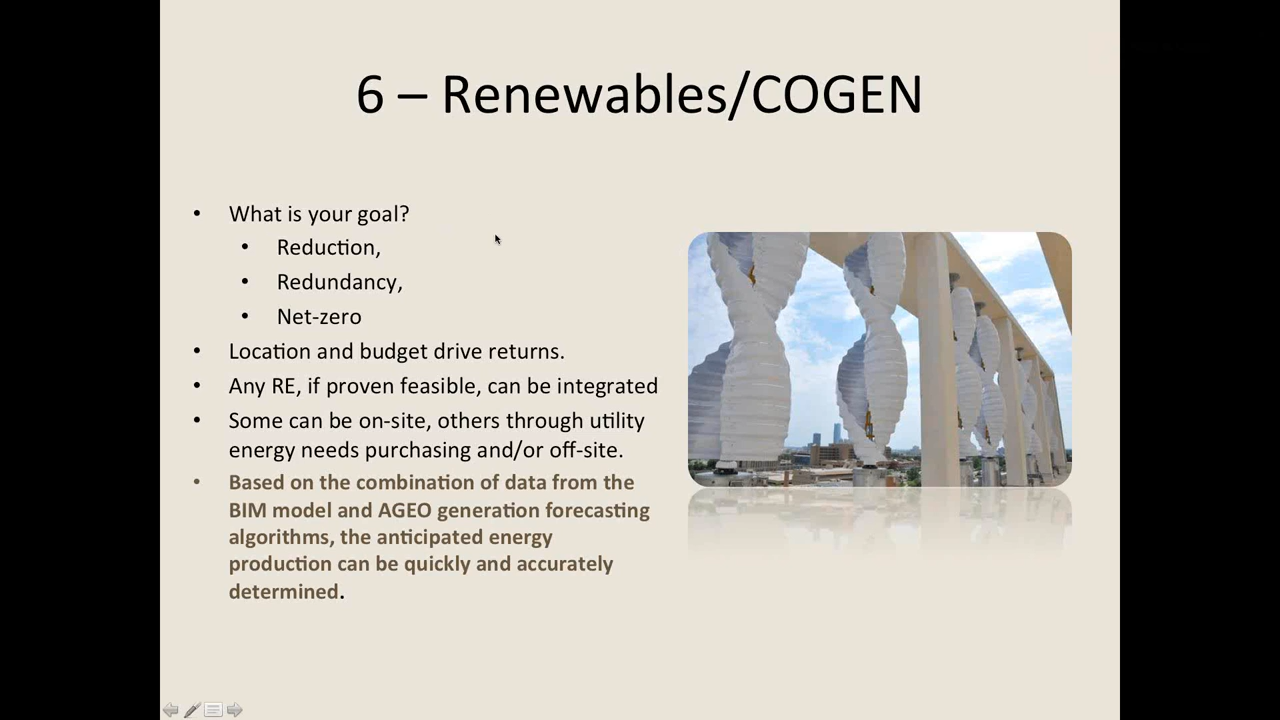 6 – Renewables/COGEN
• What is your goal?
• Reduction,
• Redundancy,
• Net-zero
• Location and budget drive returns.
• Any RE, if proven feasible, can be integrated
• Some can be on-site, others through utility
energy needs purchasing and/or off-site.
• Based on the combination of data from the
BIM model and AGEO generation forecasting
algorithms, the anticipated energy
production can be quickly and accurately
determined.